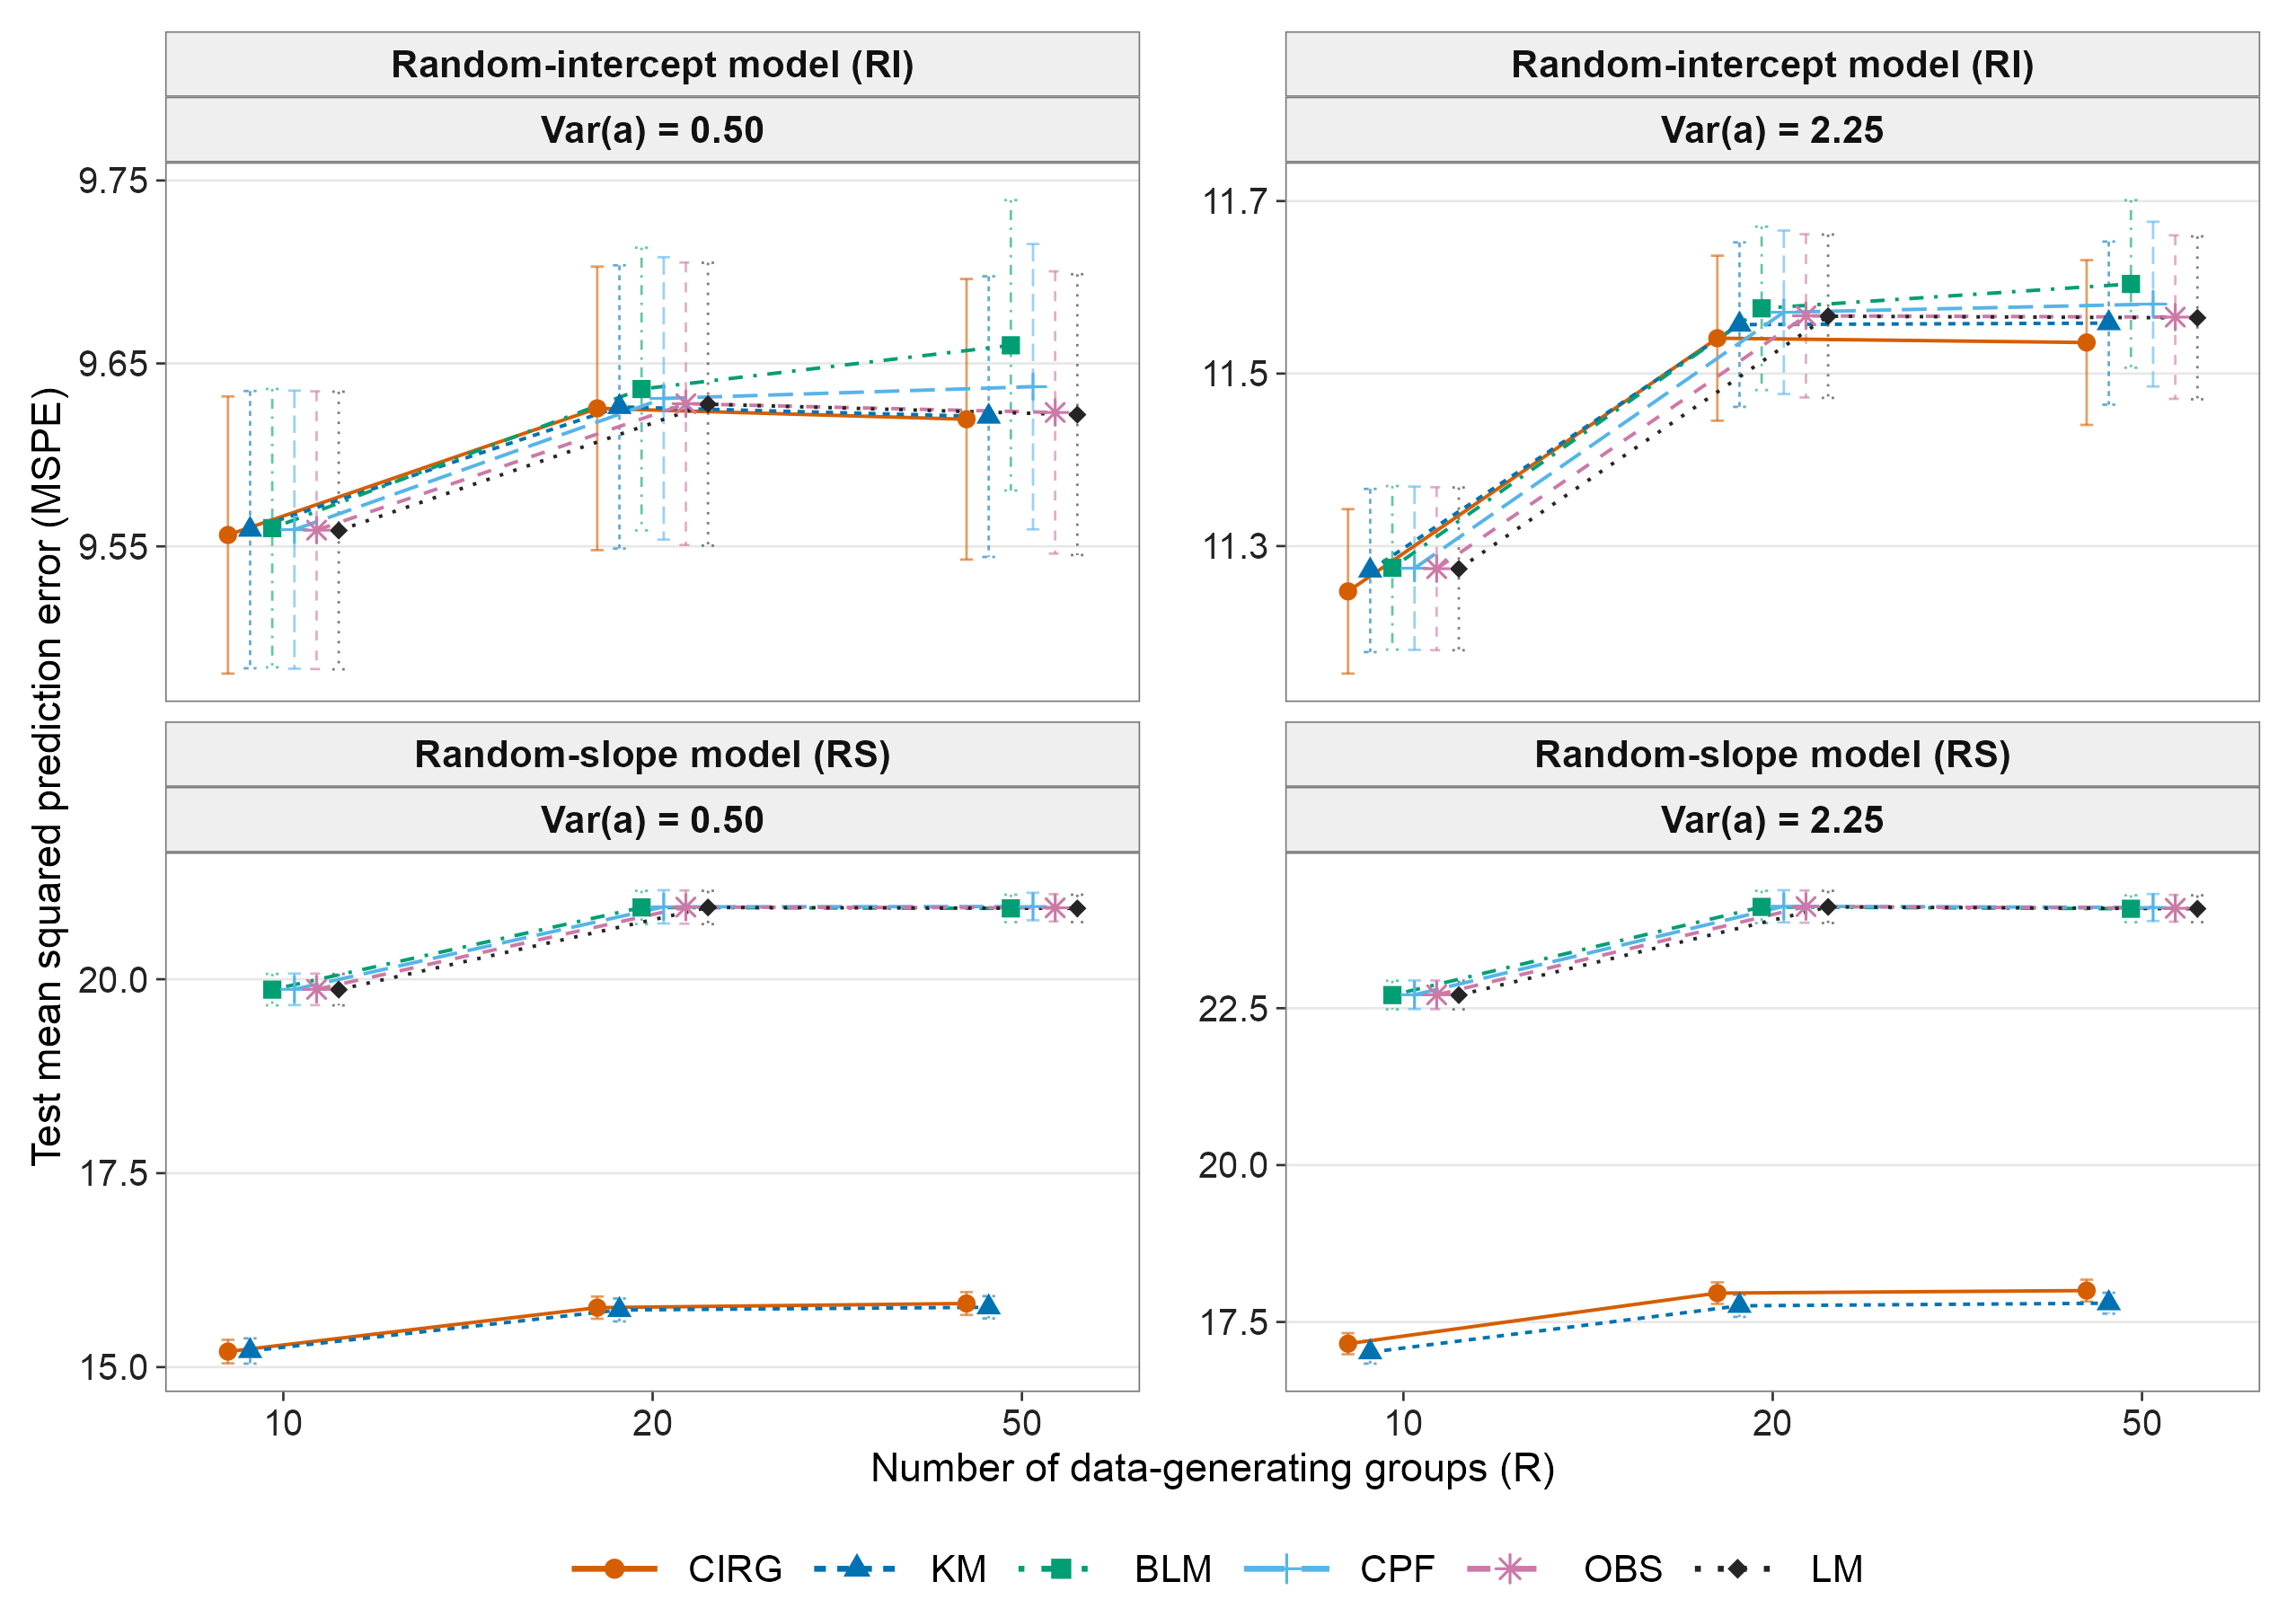 Random-intercept model (RI)
Var(a) = 0.50
Random-intercept model (RI)
Var(a) = 2.25
9.75
9.65
9.55
11.7
11.5
11.3
Random-slope model (RS)
Var(a) = 0.50
Random-slope model (RS)
Var(a) = 2.25
20.0
17.5
15.0
22.5
20.0
17.5
10
20
50
10
20
50
Test mean squared prediction error (MSPE)
Number of data-generating groups (R)
CIRG
KM
BLM
CPF
OBS
LM